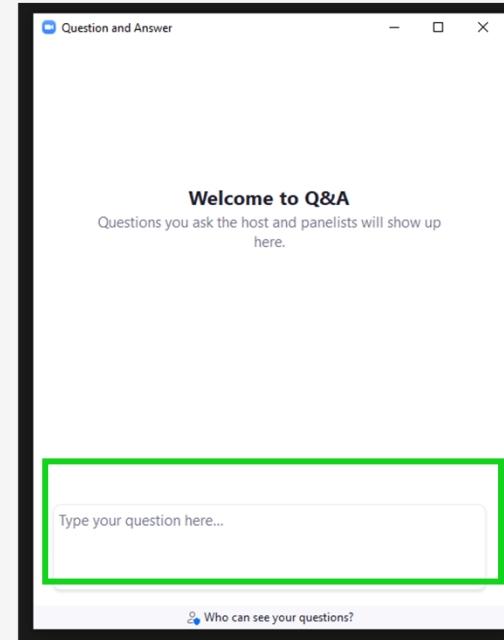 Question and Answer
Welcome to Q&A
Questions you ask the host and panelists will show up
here.
Type your question here...
Who can see your questions?